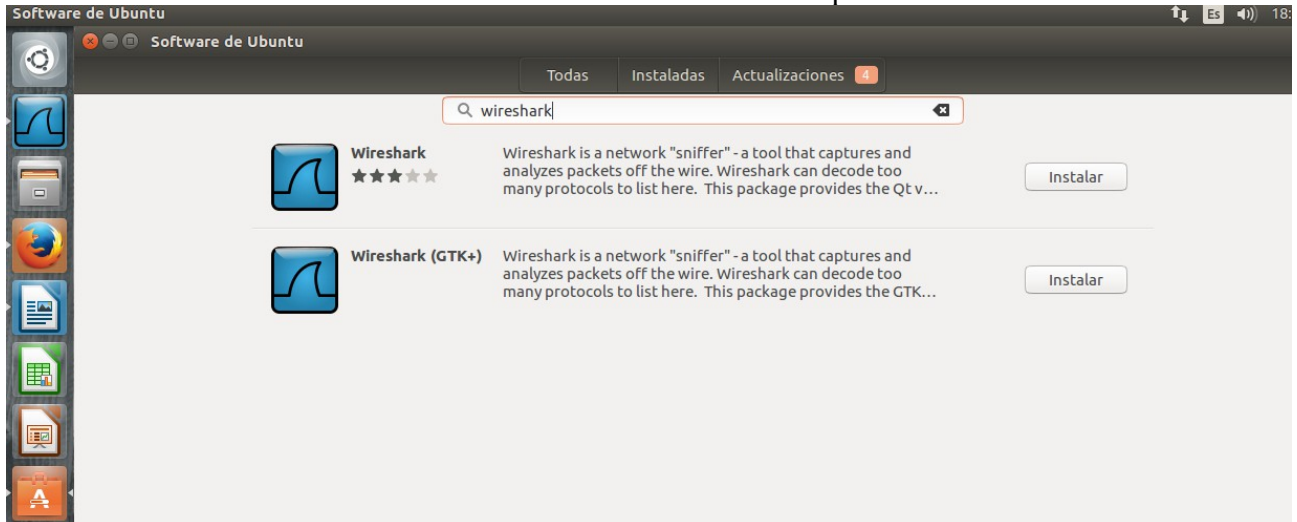 Software de Ubuntu
Es 18:
Software de Ubuntu
Todas Instaladas Actualizaciones 4
wireshark
Wireshark
Wireshark is a network "sniffer" - a tool that captures and
analyzes packets off the wire. Wireshark can decode too
many protocols to list here. This package provides the Qt v...
Instalar
Wireshark (GTK+)
Wireshark is a network "sniffer" - a tool that captures and
analyzes packets off the wire. Wireshark can decode too
many protocols to list here. This package provides the GTK...
Instalar